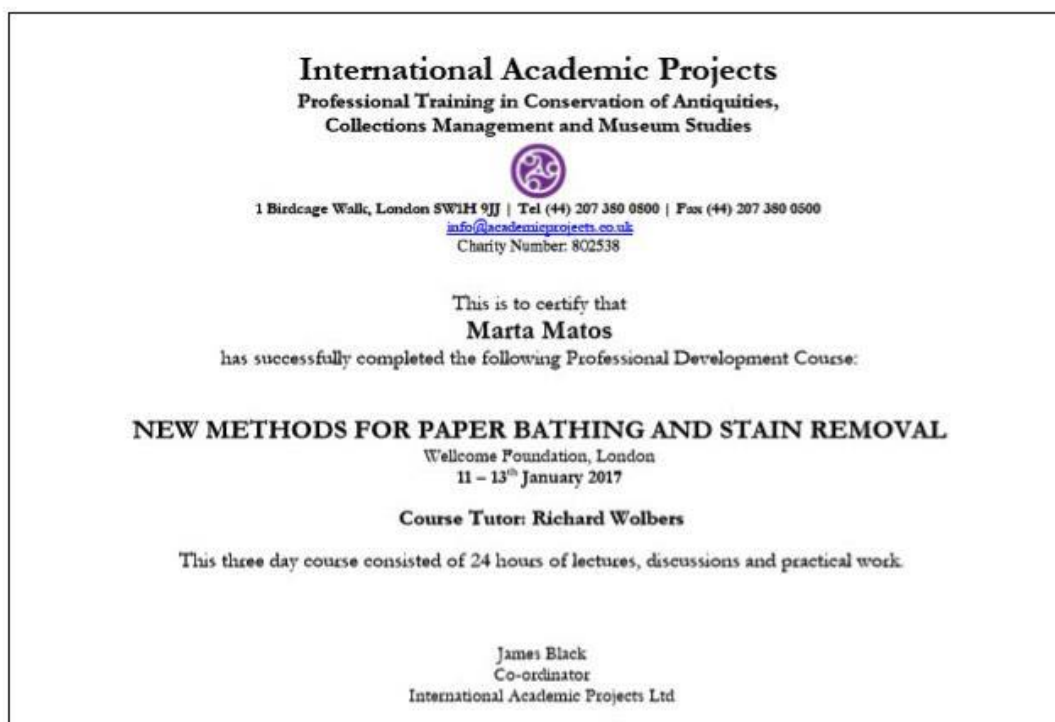 International Academic Projects
Professional Training in Conservation of Antiquities,
Collections Management and Museum Studies
1 Birdcage Walk, London SW1H 9JJ | Tel (44) 207 380 0800 | Fax (44) 207 380 0500
info@academicprojects.co.uk
Charity Number: 802538
This is to certify that
Marta Matos
has successfully completed the following Professional Development Course:
NEW METHODS FOR PAPER BATHING AND STAIN REMOVAL
Wellcome Foundation, London
11 – 13th January 2017
Course Tutor: Richard Wolbers
This three day course consisted of 24 hours of lectures, discussions and practical work.
James Black
Co-ordinator
International Academic Projects Ltd